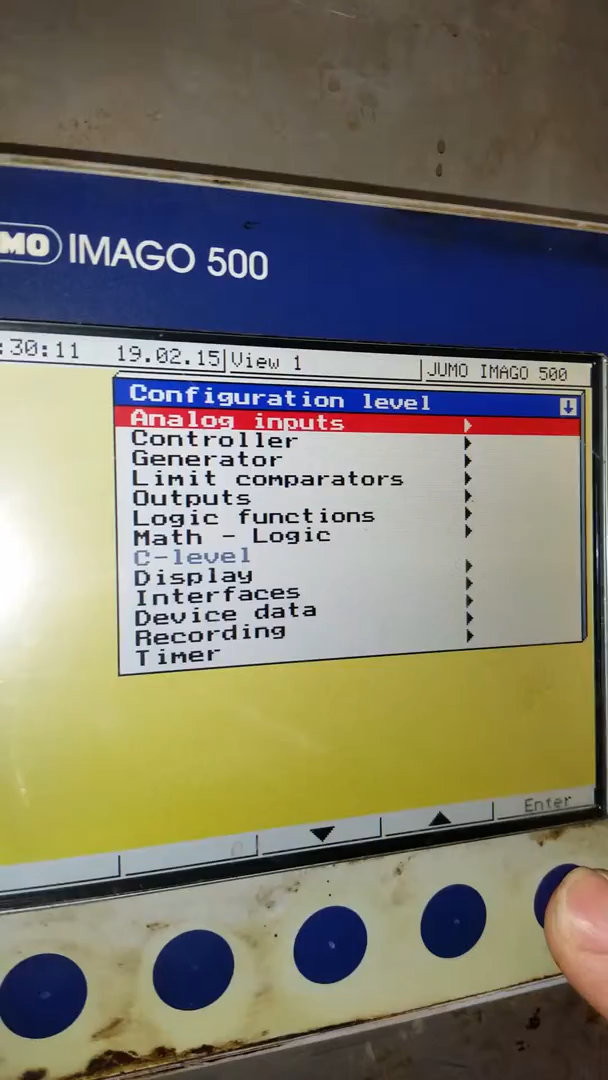 MO IMAGO 500
:30:11 19.02.15 View 1 JUMO IMAGO 500
Configuration level
Analog inputs
Controller
Generator
Limit comparators
Outputs
Logic functions
Math - Logic
C-level
Display
Interfaces
Device data
Recording
Timer
Enter